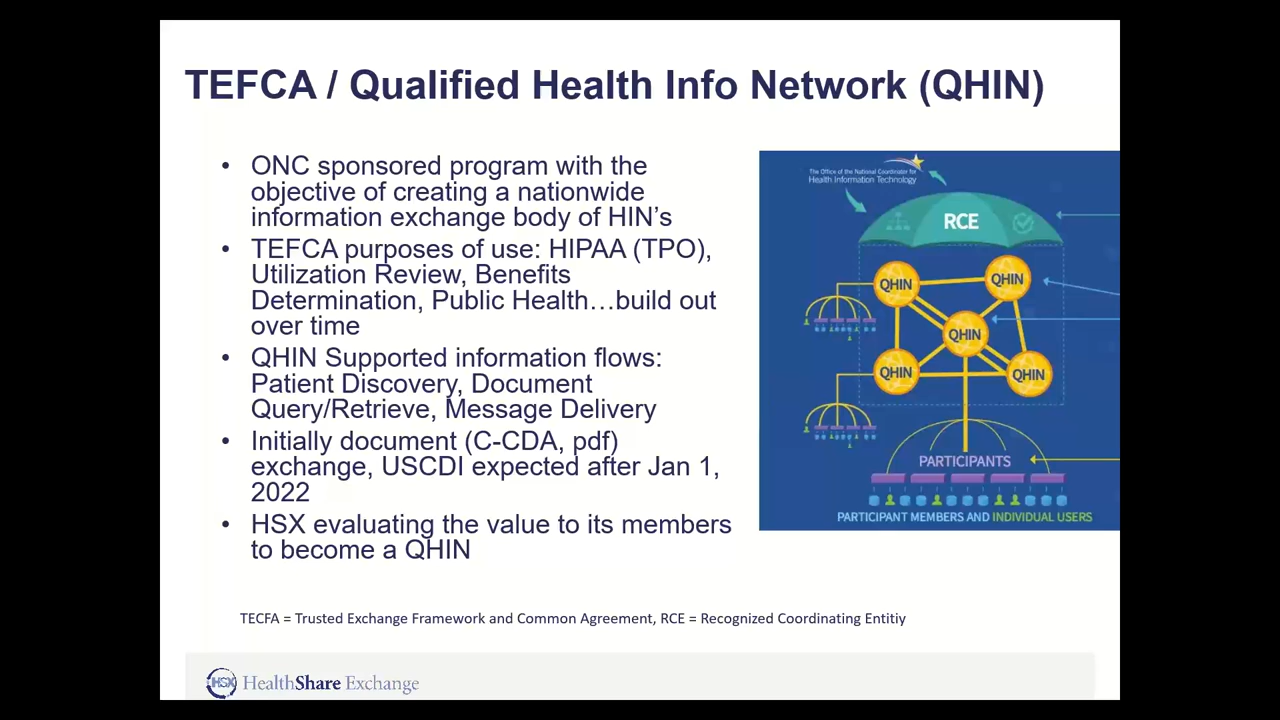 TEFCA / Qualified Health Info Network (QHIN)
• ONC sponsored program with the
objective of creating a nationwide
information exchange body of HIN's
• TEFCA purposes of use: HIPAA (TPO),
Utilization Review, Benefits
Determination, Public Health…build out
over time
• QHIN Supported information flows:
Patient Discovery, Document
Query/Retrieve, Message Delivery
• Initially document (C-CDA, pdf)
exchange, USCDI expected after Jan 1,
2022
• HSX evaluating the value to its members
to become a QHIN
The Office of the National Coordinator for
Health Information Technology
RCE
QHIN
QHIN
QHIN
QHIN
QHIN
PARTICIPANTS
PARTICIPANT MEMBERS AND INDIVIDUAL USERS
TECFA = Trusted Exchange Framework and Common Agreement, RCE = Recognized Coordinating Entitiy
HSX HealthShare Exchange